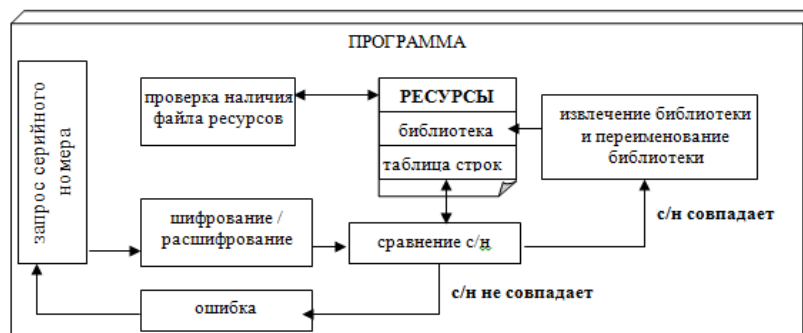 ПРОГРАММА
запрос серийного
номера
проверка наличия
файла ресурсов
РЕСУРСЫ
библиотека
таблица строк
извлечение библиотеки
и переименование
библиотеки
с/н совпадает
шифрование /
расшифрование
сравнение с/н
с/н не совпадает
ошибка